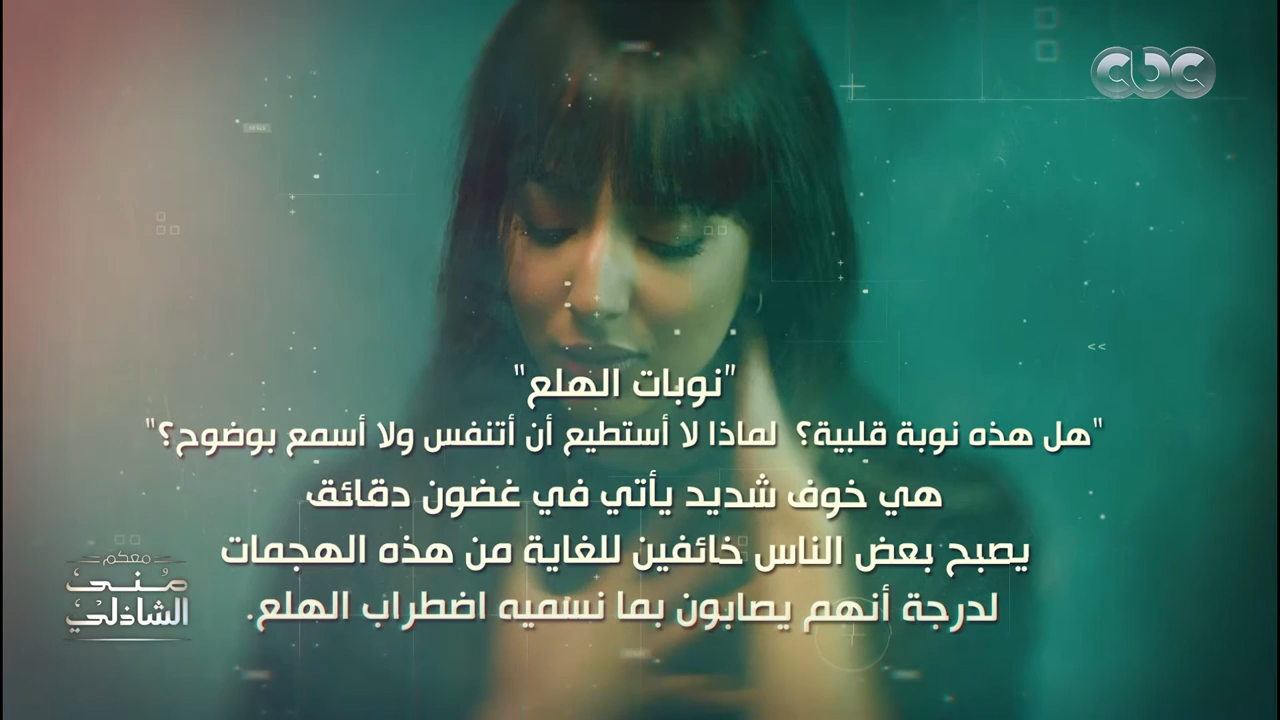 cbc
"نوبات الهلع"
"هل هذه نوبة قلبية؟ لماذا لا أستطيع أن أتنفس ولا أسمع بوضوح؟"
هي خوف شديد يأتي في غضون دقائق
يصبح بعض الناس خائفين للغاية من هذه الهجمات
لدرجة أنهم يصابون بما نسميه اضطراب الهلع.
معكم
منى
الشاذلي